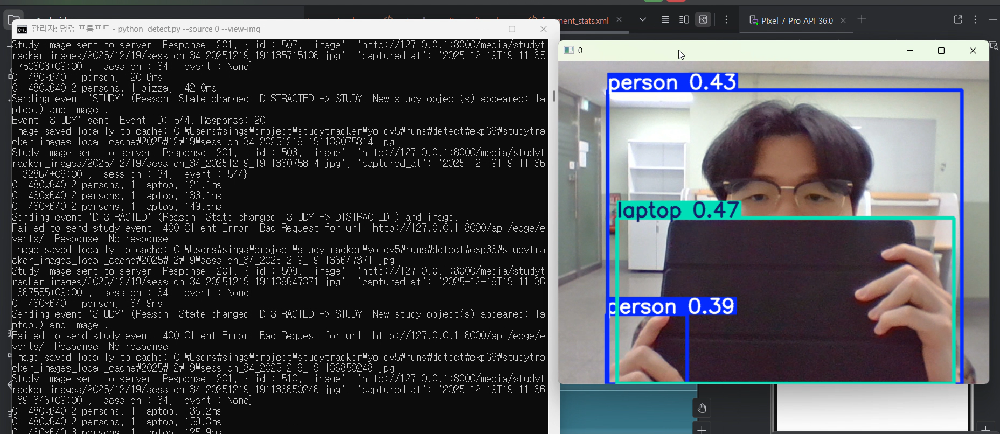 관리자: 명령 프롬프트 - python  detect.py --source 0 --view-img
ment_stats.xml
Pixel 7 Pro API 36.0
Study image sent to server. Response: 201, {'id': 507, 'image': 'http://127.0.0.1:8000/media/studyt
racker_images/2025/12/19/session_34_20251219_191135715108.jpg', 'captured_at': '2025-12-19T19:11:35
.750608+09:00', 'session': 34, 'event': None}
0: 480x640 1 person, 120.6ms
0: 480x640 2 persons, 1 pizza, 142.0ms
Sending event 'STUDY' (Reason: State changed: DISTRACTED -> STUDY. New study object(s) appeared: la
ptop.) and image...
Event 'STUDY' sent. Event ID: 544. Response: 201
Image saved locally to cache: C:₩Users₩sings₩project₩studytracker₩yolov5₩runs₩detect₩exp36₩studytra
cker_images_local_cache₩2025₩12₩19₩session_34_20251219_191136075814.jpg
Study image sent to server. Response: 201, {'id': 508, 'image': 'http://127.0.0.1:8000/media/studyt
racker_images/2025/12/19/session_34_20251219_191136075814.jpg', 'captured_at': '2025-12-19T19:11:36
.132864+09:00', 'session': 34, 'event': 544}
0: 480x640 2 persons, 1 laptop, 121.1ms
0: 480x640 2 persons, 1 laptop, 138.1ms
0: 480x640 2 persons, 1 laptop, 149.5ms
Sending event 'DISTRACTED' (Reason: State changed: STUDY -> DISTRACTED.) and image...
Failed to send study event: 400 Client Error: Bad Request for url: http://127.0.0.1:8000/api/edge/e
vents/. Response: No response
Image saved locally to cache: C:₩Users₩sings₩project₩studytracker₩yolov5₩runs₩detect₩exp36₩studytra
cker_images_local_cache₩2025₩12₩19₩session_34_20251219_191136647371.jpg
Study image sent to server. Response: 201, {'id': 509, 'image': 'http://127.0.0.1:8000/media/studyt
racker_images/2025/12/19/session_34_20251219_191136647371.jpg', 'captured_at': '2025-12-19T19:11:36
.687555+09:00', 'session': 34, 'event': None}
0: 480x640 1 person, 134.9ms
Sending event 'STUDY' (Reason: State changed: DISTRACTED -> STUDY. New study object(s) appeared: la
ptop.) and image...
Failed to send study event: 400 Client Error: Bad Request for url: http://127.0.0.1:8000/api/edge/e
vents/. Response: No response
Image saved locally to cache: C:₩Users₩sings₩project₩studytracker₩yolov5₩runs₩detect₩exp36₩studytra
cker_images_local_cache₩2025₩12₩19₩session_34_20251219_191136850248.jpg
Study image sent to server. Response: 201, {'id': 510, 'image': 'http://127.0.0.1:8000/media/studyt
racker_images/2025/12/19/session_34_20251219_191136850248.jpg', 'captured_at': '2025-12-19T19:11:36
.891346+09:00', 'session': 34, 'event': None}
0: 480x640 2 persons, 1 laptop, 136.2ms
0: 480x640 2 persons, 1 laptop, 159.3ms
0: 480x640 3 persons, 1 laptop, 125.9ms
0
person 0.43
laptop 0.47
person 0.39